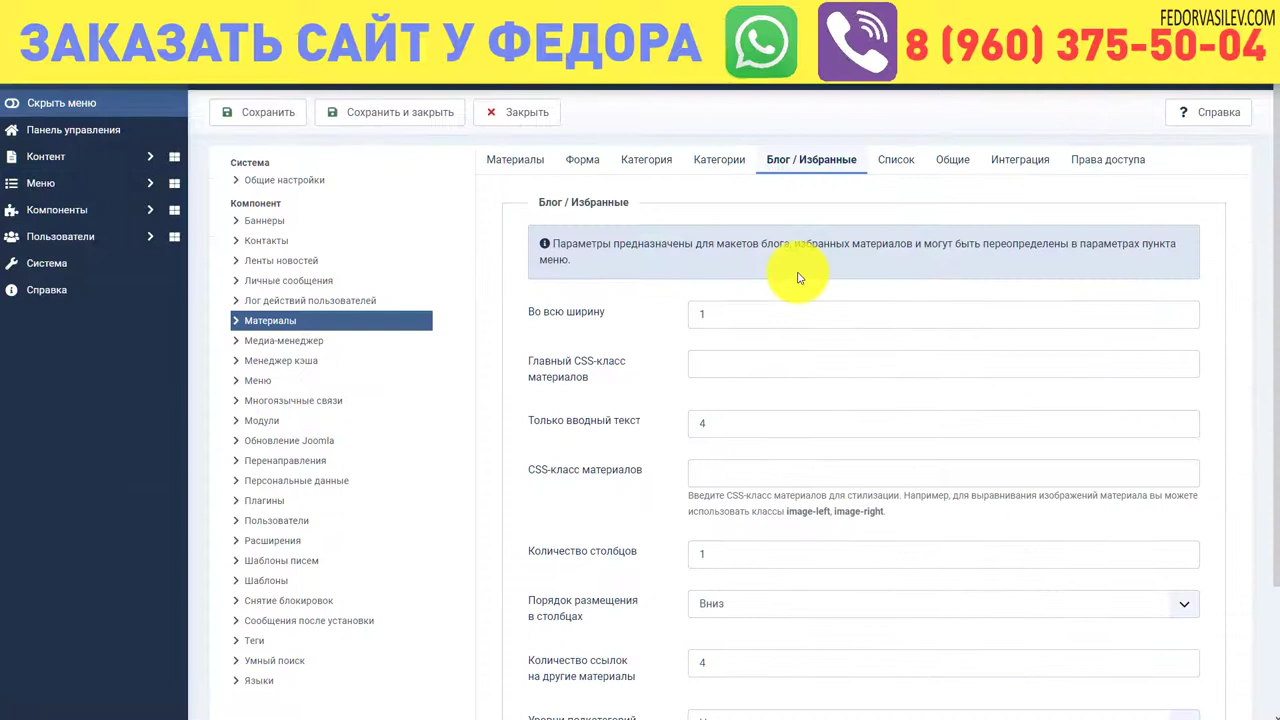 FEDORVASILEV.COM
ЗАКАЗАТЬ САЙТ У ФЕДОРА
8 (960) 375-50-04
Скрыть меню
Панель управления
Контент
Меню
Компоненты
Пользователи
Система
Справка
Сохранить
Сохранить и закрыть
Закрыть
? Справка
Система
Общие настройки
Компонент
Баннеры
Контакты
Ленты новостей
Личные сообщения
Лог действий пользователей
Материалы
Медиа-менеджер
Менеджер кэша
Меню
Многоязычные связи
Модули
Обновление Joomla
Перенаправления
Персональные данные
Плагины
Пользователи
Расширения
Шаблоны писем
Шаблоны
Снятие блокировок
Сообщения после установки
Теги
Умный поиск
Языки
Материалы
Форма
Категория
Категории
Блог / Избранные
Список
Общие
Интеграция
Права доступа
Блог / Избранные
Параметры предназначены для макетов блога, избранных материалов и могут быть переопределены в параметрах пункта
меню.
Во всю ширину
1
Главный CSS-класс
материалов
Только вводный текст
4
CSS-класс материалов
Введите CSS-класс материалов для стилизации. Например, для выравнивания изображений материала вы можете
использовать классы image-left, image-right.
Количество столбцов
1
Порядок размещения
в столбцах
Вниз
Количество ссылок
на другие материалы
4
Уровни подкатегорий